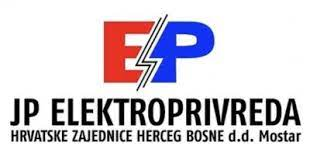 EP
JP ELEKTROPRIVREDA
HRVATSKE ZAJEDNICE HERCEG BOSNE d.d. Mostar